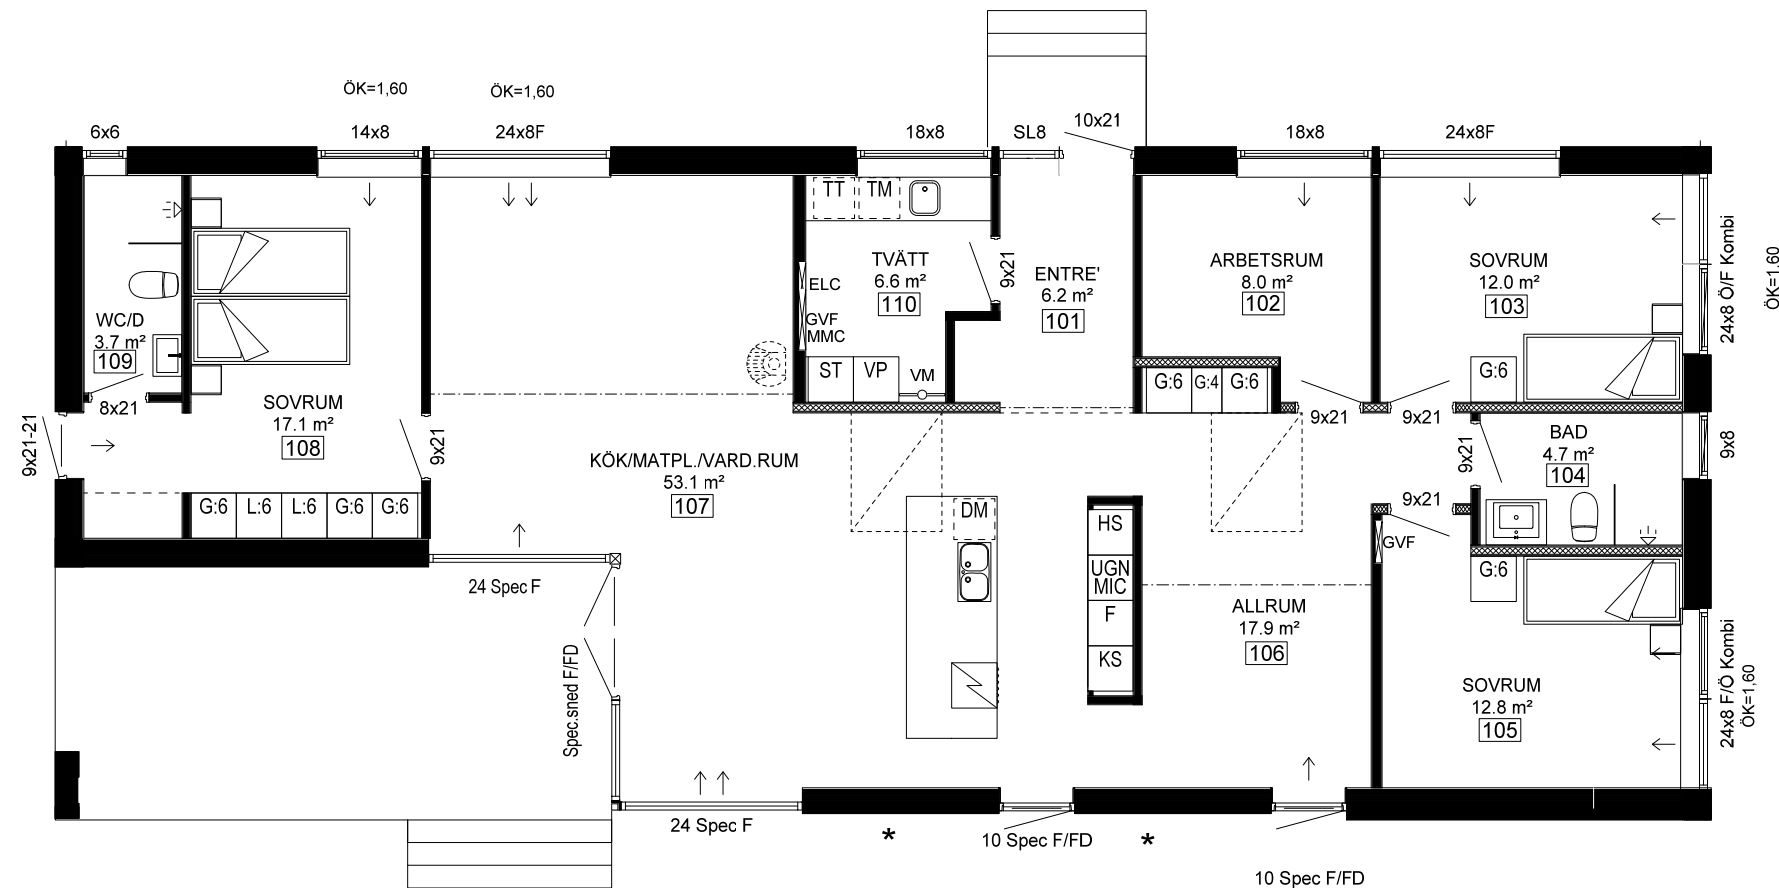 ÖK=1,60
ÖK=1,60
6x6
14x8
24x8F
18x8
SL8
10x21
18x8
24x8F
TT
TM
TVÄTT
6.6 m²
110
ELC
GVF
MMC
ST
VP
VM
9x21
ENTRE'
6.2 m²
101
ARBETSRUM
8.0 m²
102
SOVRUM
12.0 m²
103
24x8 Ö/F Kombi
ÖK=1,60
WC/D
3.7 m²
109
8x21
SOVRUM
17.1 m²
108
9x21-21
9x21
G:6
L:6
L:6
G:6
G:6
KÖK/MATPL./VARD.RUM
53.1 m²
107
G:6
G:4
G:6
9x21
9x21
G:6
9x21
BAD
4.7 m²
104
9x8
9x21
GVF
DM
HS
UGN
MIC
F
KS
ALLRUM
17.9 m²
106
G:6
SOVRUM
12.8 m²
105
24x8 F/Ö Kombi
ÖK=1,60
24 Spec F
Spec.sned F/FD
24 Spec F
*
10 Spec F/FD
*
10 Spec F/FD